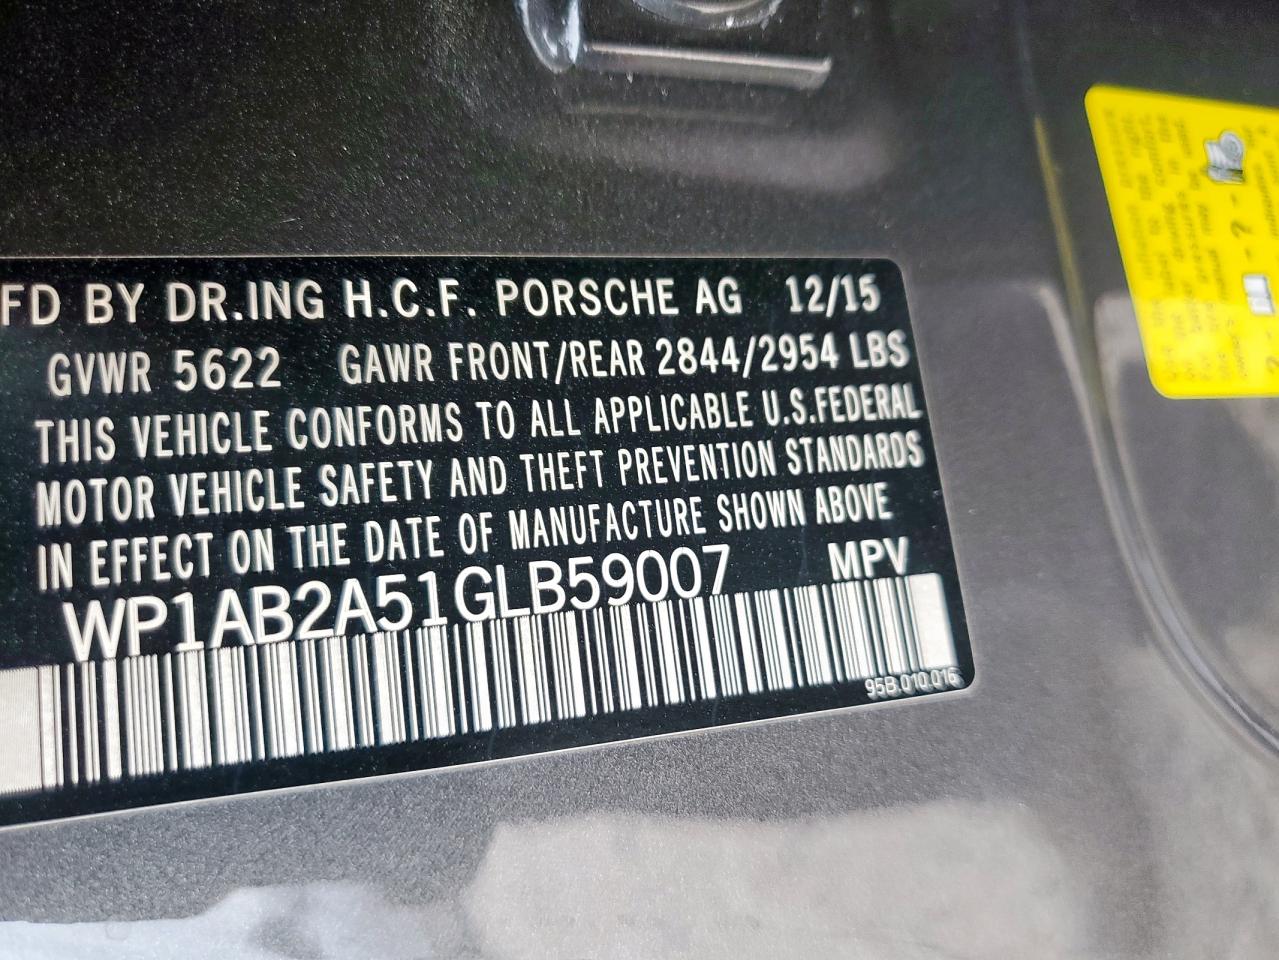 FD BY DR.ING H.C.F. PORSCHE AG 12/15
GVWR 5622 GAWR FRONT/REAR 2844/2954 LBS
THIS VEHICLE CONFORMS TO ALL APPLICABLE U.S.FEDERAL
MOTOR VEHICLE SAFETY AND THEFT PREVENTION STANDARDS
IN EFFECT ON THE DATE OF MANUFACTURE SHOWN ABOVE
WP1AB2A51GLB59007 MPV
95B.010.016